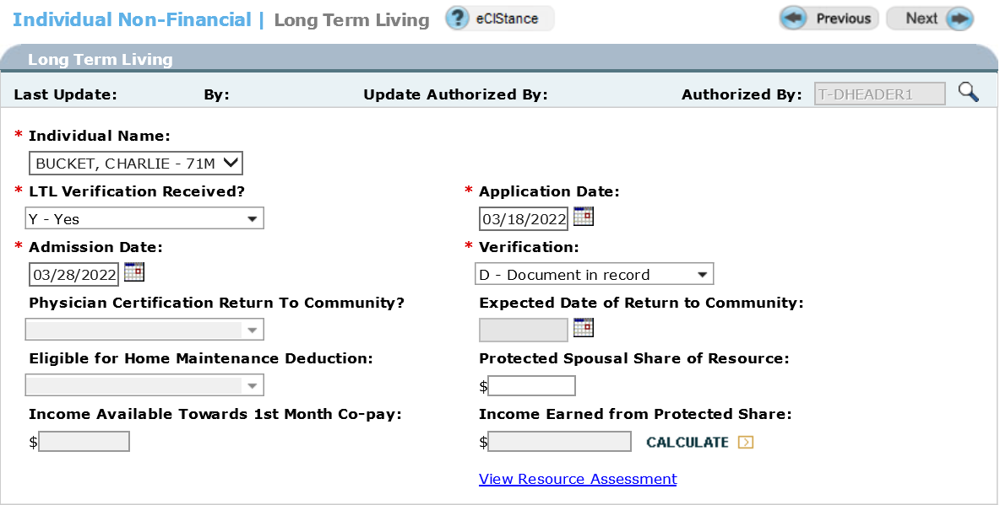 Individual Non-Financial | Long Term Living ? eCIStance Previous Next
Long Term Living
Last Update: By: Update Authorized By: Authorized By: T-DHEADER1
* Individual Name:
BUCKET, CHARLIE - 71M
* LTL Verification Received? * Application Date:
Y - Yes 03/18/2022
* Admission Date: * Verification:
03/28/2022 D - Document in record
Physician Certification Return To Community? Expected Date of Return to Community:
Eligible for Home Maintenance Deduction: Protected Spousal Share of Resource:
$
Income Available Towards 1st Month Co-pay: Income Earned from Protected Share:
$ $ CALCULATE
View Resource Assessment